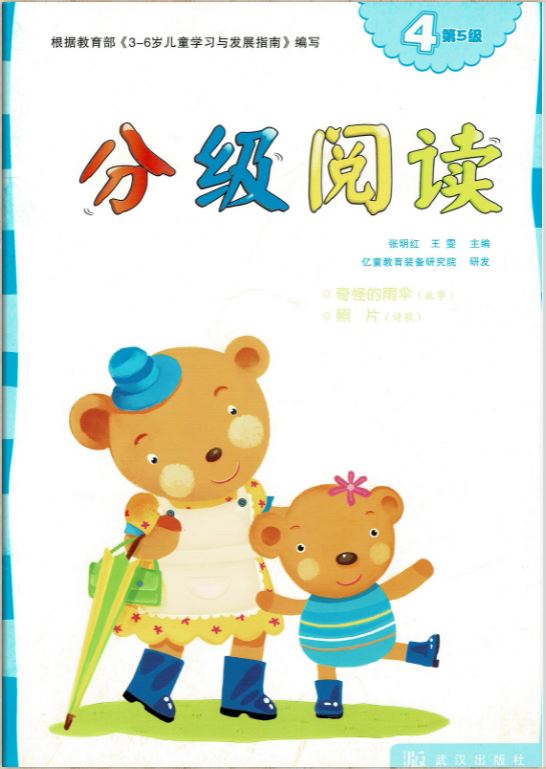 根据教育部《3-6岁儿童学习与发展指南》编写
4 第5级
分级阅读
张明红 王雯 主编
亿童教育装备研究院 研发
奇怪的雨伞（故事）
照 片（诗歌）
武汉出版社